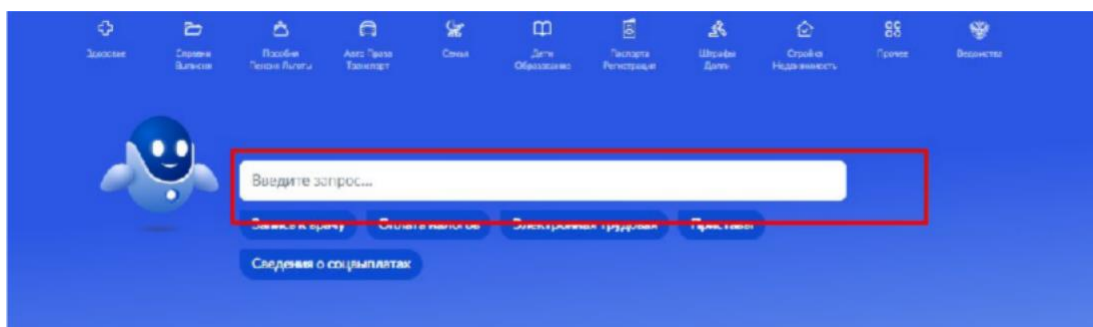 Здоровье
Справки
Выписки
Пособия
Пенсия Льготы
Авто Права
Транспорт
Семья
Дети
Образование
Паспорта
Регистрация
Штрафы
Долги
Стройка
Недвижимость
Прочее
Ведомства
Введите запрос...
Запись к врачу
Оплата налогов
Электронная трудовая
Приставы
Сведения о соцвыплатах